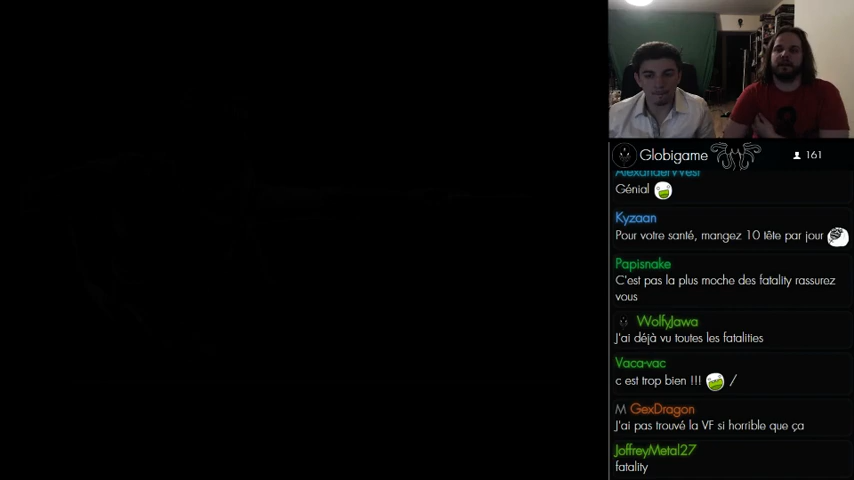 Globigame
161
AlexanderWest
Génial
Kyzaan
Pour votre santé, mangez 10 tête par jour
Papisnake
C'est pas la plus moche des fatality rassurez
vous
WolfyJawa
J'ai déjà vu toutes les fatalities
Vaca-vac
c est trop bien !!! /
M GexDragon
J'ai pas trouvé la VF si horrible que ça
JoffreyMetal27
fatality